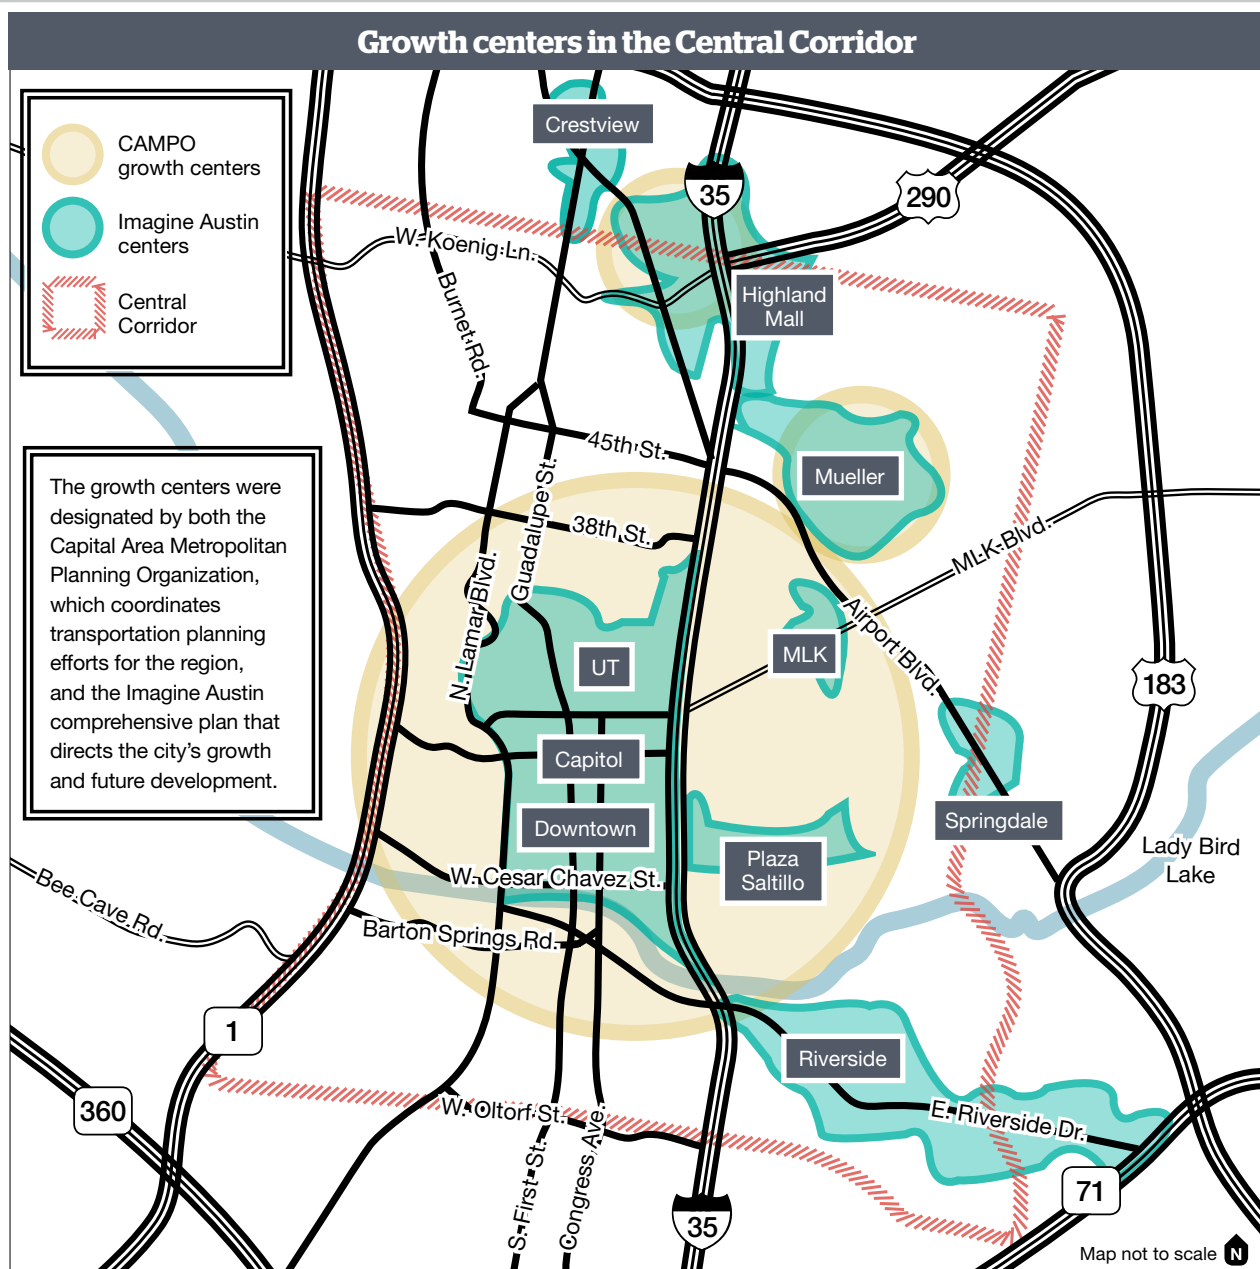 Growth centers in the Central Corridor
CAMPO
growth centers
Imagine Austin
centers
Central
Corridor
The growth centers were
designated by both the
Capital Area Metropolitan
Planning Organization,
which coordinates
transportation planning
efforts for the region,
and the Imagine Austin
comprehensive plan that
directs the city’s growth
and future development.
Crestview
35
290
W. Koenig Ln.
Burnet Rd.
Highland
Mall
45th St.
Mueller
Guadalupe St.
38th St.
MLK Blvd.
N. Lamar Blvd.
Airport Blvd.
UT
MLK
183
Capitol
Downtown
Springdale
Plaza
Saltillo
Lady Bird
Lake
W. Cesar Chavez St.
Bee Cave Rd.
Barton Springs Rd.
1
Riverside
360
W. Oltorf St.
E. Riverside Dr.
S. First St.
Congress Ave.
71
35
Map not to scale N